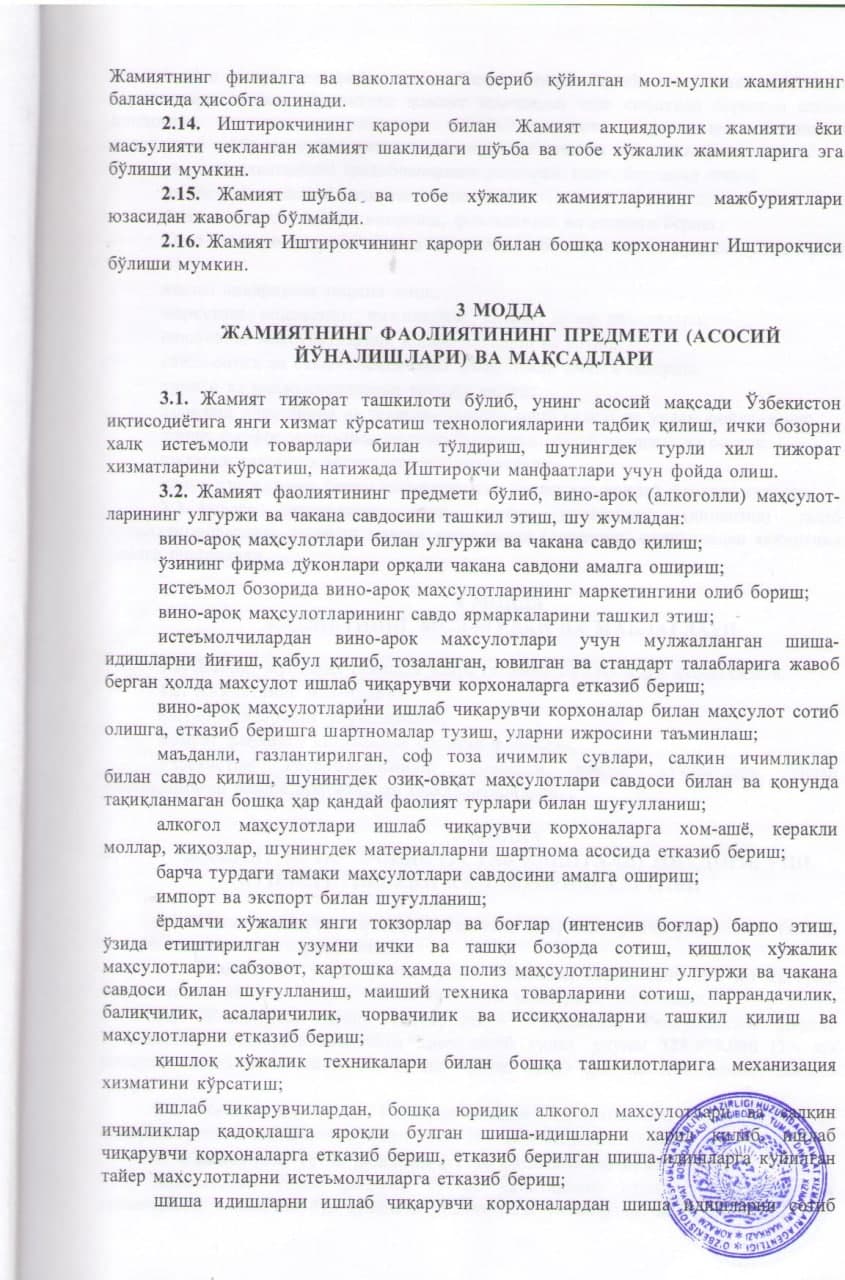 Жамиятнинг филиалга ва ваколатхонага бериб қўйилган мол-мулки жамиятнинг
балансида ҳисобга олинади.
2.14. Иштирокчининг қарори билан Жамият акциядорлик жамияти ёки
масъулияти чекланган жамият шаклидаги шўъба ва тобе хўжалик жамиятларига эга
бўлиши мумкин.
2.15. Жамият шўъба ва тобе хўжалик жамиятларининг мажбуриятлари
юзасидан жавобгар бўлмайди.
2.16. Жамият Иштирокчининг қарори билан бошқа корхонанинг Иштирокчиси
бўлиши мумкин.
3 МОДДА
ЖАМИЯТНИНГ ФАОЛИЯТИНИНГ ПРЕДМЕТИ (АСОСИЙ
ЙЎНАЛИШЛАРИ) ВА МАҚСАДЛАРИ
3.1. Жамият тижорат ташкилоти бўлиб, унинг асосий мақсади Ўзбекистон
иқтисодиётига янги хизмат кўрсатиш технологияларини тадбиқ қилиш, ички бозорни
халқ истеъмоли товарлари билан тўлдириш, шунингдек турли хил тижорат
хизматларини кўрсатиш, натижада Иштирокчи манфаатлари учун фойда олиш.
3.2. Жамият фаолиятининг предмети бўлиб, вино-ароқ (алкоголли) маҳсулот-
ларининг улгуржи ва чакана савдосини ташкил этиш, шу жумладан:
вино-ароқ маҳсулотлари билан улгуржи ва чакана савдо қилиш;
ўзининг фирма дўконлари орқали чакана савдони амалга ошириш;
истеъмол бозорида вино-ароқ маҳсулотларининг маркетингини олиб бориш;
вино-ароқ маҳсулотларининг савдо ярмаркаларини ташкил этиш;
истеъмолчилардан вино-арок махсулотлари учун мулжалланган шиша-
идишларни йиғиш, қабул қилиб, тозаланган, ювилган ва стандарт талабларига жавоб
берган ҳолда махсулот ишлаб чиқарувчи корхоналарга етказиб бериш;
вино-ароқ маҳсулотларини ишлаб чикарувчи корхоналар билан маҳсулот сотиб
олишга, етказиб беришга шартномалар тузиш, уларни ижросини таъминлаш;
маъданли, газлантирилган, соф тоза ичимлик сувлари, салқин ичимликлар
билан савдо қилиш, шунингдек озиқ-овқат маҳсулотлари савдоси билан ва қонунда
тақиқланмаган бошқа ҳар қандай фаолият турлари билан шуғулланиш;
алкогол маҳсулотлари ишлаб чиқарувчи корхоналарга хом-ашё, керакли
моллар, жиҳозлар, шунингдек материалларни шартнома асосида етказиб бериш;
барча турдаги тамаки маҳсулотлари савдосини амалга ошириш;
импорт ва экспорт билан шуғулланиш;
ёрдамчи хўжалик янги токзорлар ва боғлар (интенсив боғлар) барпо этиш,
ўзида етиштирилган узумни ички ва ташқи бозорда сотиш, қишлоқ хўжалик
маҳсулотлари: сабзовот, картошка ҳамда полиз маҳсулотларининг улгуржи ва чакана
савдоси билан шуғулланиш, маиший техника товарларини сотиш, паррандачилик,
балиқчилик, асаларичилик, чорвачилик ва иссиқхоналарни ташкил қилиш ва
маҳсулотларни етказиб бериш;
қишлоқ хўжалик техникалари билан бошқа ташкилотларига механизация
хизматини кўрсатиш;
ишлаб чикарувчилардан, бошқа юридик алкогол махсулотлари ва салқин
ичимликлар қадоқлашга яроқли булган шиша-идишларни харид қилиб, ишлаб
чиқарувчи корхоналарга етказиб бериш, етказиб берилган шиша-идишларга куйилган
тайер махсулотларни истеъмолчиларга етказиб бериш;
шиша идишларни ишлаб чиқарувчи корхоналардан шиша идишларни сотиб